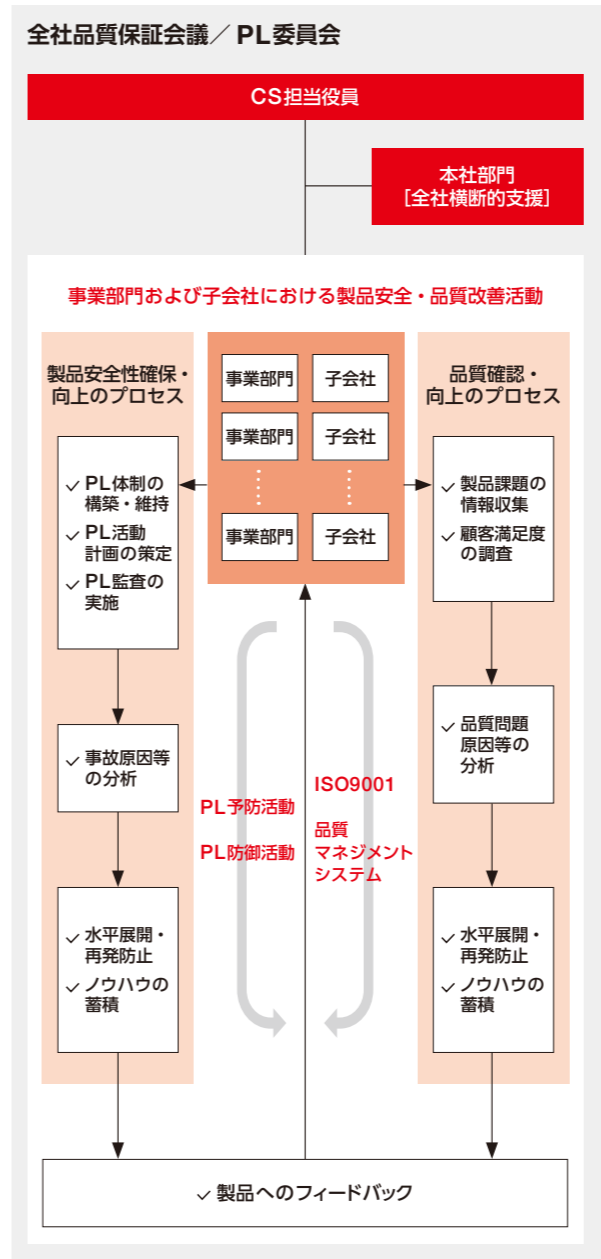 全社品質保証会議／PL委員会
CS担当役員
本社部門
[全社横断的支援]
事業部門および子会社における製品安全・品質改善活動
製品安全性確保・
向上のプロセス
✓ PL体制の
構築・維持
✓ PL活動
計画の策定
✓ PL監査の
実施
✓ 事故原因等
の分析
✓ 水平展開・
再発防止
✓ ノウハウの
蓄積
事業部門 子会社
事業部門 子会社
事業部門 子会社
PL予防活動
PL防御活動
ISO9001
品質
マネジメント
システム
品質確認・
向上のプロセス
✓ 製品課題の
情報収集
✓ 顧客満足度
の調査
✓ 品質問題
原因等の
分析
✓ 水平展開・
再発防止
✓ ノウハウの
蓄積
✓ 製品へのフィードバック